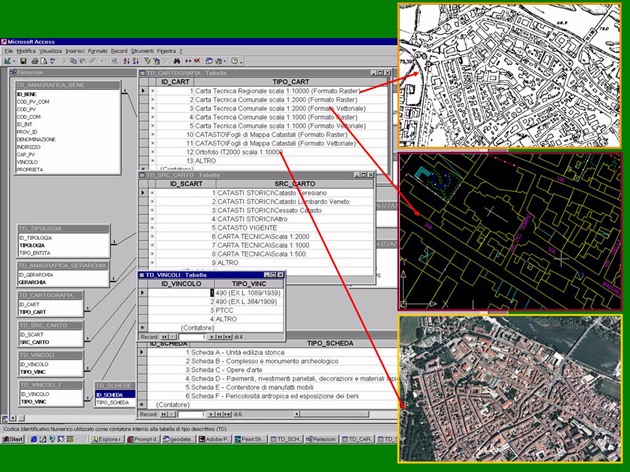 Microsoft Access
File Modifica Visualizza Inserisci Formato Record Strumenti Finestra ?
Relazioni
TD_ANAGRAFICA_BENE
ID_BENE
COD_PV_COM
COD_PV
COD_COM
ID_INT
PROV_ID
DENOMINAZIONE
INDIRIZZO
CAP_PV
VINCOLO
PROPRIETA
TD_TIPOLOGIA
ID_TIPOLOGIA
TIPOLOGIA
TIPO_ENTITA
TD_ANAGRAFICA_GERARCHIA
ID_GERARCHIA
GERARCHIA
TD_CARTOGRAFIA
ID_CART
TIPO_CART
TD_SRC_CARTO
ID_SCART
SRC_CARTO
TD_VINCOLI
ID_VINCOLO
TIPO_VINC
TD_VINCOLI_1
ID_VINCOLO
TIPO_VINC
TD_SCHEDE
ID_SCHEDA
TIPO_SCHEDA
TD_CARTOGRAFIA : Tabella
ID_CART TIPO_CART
1 Carta Tecnica Regionale scala 1:10000 (Formato Raster)
2 Carta Tecnica Comunale scala 1:2000 (Formato Raster)
3 Carta Tecnica Comunale scala 1:2000 (Formato Vettoriale)
4 Carta Tecnica Comunale scala 1:1000 (Formato Raster)
5 Carta Tecnica Comunale scala 1:1000 (Formato Vettoriale)
10 CATASTO\Fogli di Mappa Catastali (Formato Raster)
11 CATASTO\Fogli di Mappa Catastali (Formato Vettoriale)
12 Ortofoto IT2000 scala 1:10000
13 ALTRO
(Contatore)
TD_SRC_CARTO : Tabella
ID_SCART SRC_CARTO
1 CATASTI STORICI\Catasto Teresiano
2 CATASTI STORICI\Catasto Lombardo Veneto
3 CATASTI STORICI\Cessato Catasto
4 CATASTI STORICI\Altro
5 CATASTO VIGENTE
6 CARTA TECNICA\Scala 1:2000
7 CARTA TECNICA\Scala 1:1000
8 CARTA TECNICA\Scala 1:500
9 ALTRO
(Contatore)
TD_VINCOLI : Tabella
ID_VINCOLO TIPO_VINC
1 490 (EX L.1089/1939)
2 490 (EX L.364/1909)
3 PTCC
4 ALTRO
(Contatore)
Record: 1
ID_SCHEDA TIPO_SCHEDA
1 Scheda A - Unità edilizia storica
2 Scheda B - Complesso e monumento archeologico
3 Scheda C - Opere d'arte
4 Scheda D - Pavimenti, rivestimenti parietali, decorazioni e materiali
5 Scheda E - Contenitore di manufatti mobili
6 Scheda F - Pericolosità antropica ed esposizione dei beni
(Contatore)
Record: 1 di 6
Codice Identificativo Numerico utilizzato come contatore interno alla tabella di tipo descrittivo (TD)
Start Explore Prompt d geodete Adobe P Paint Sh TD_SCH Relazioni TD_CAR